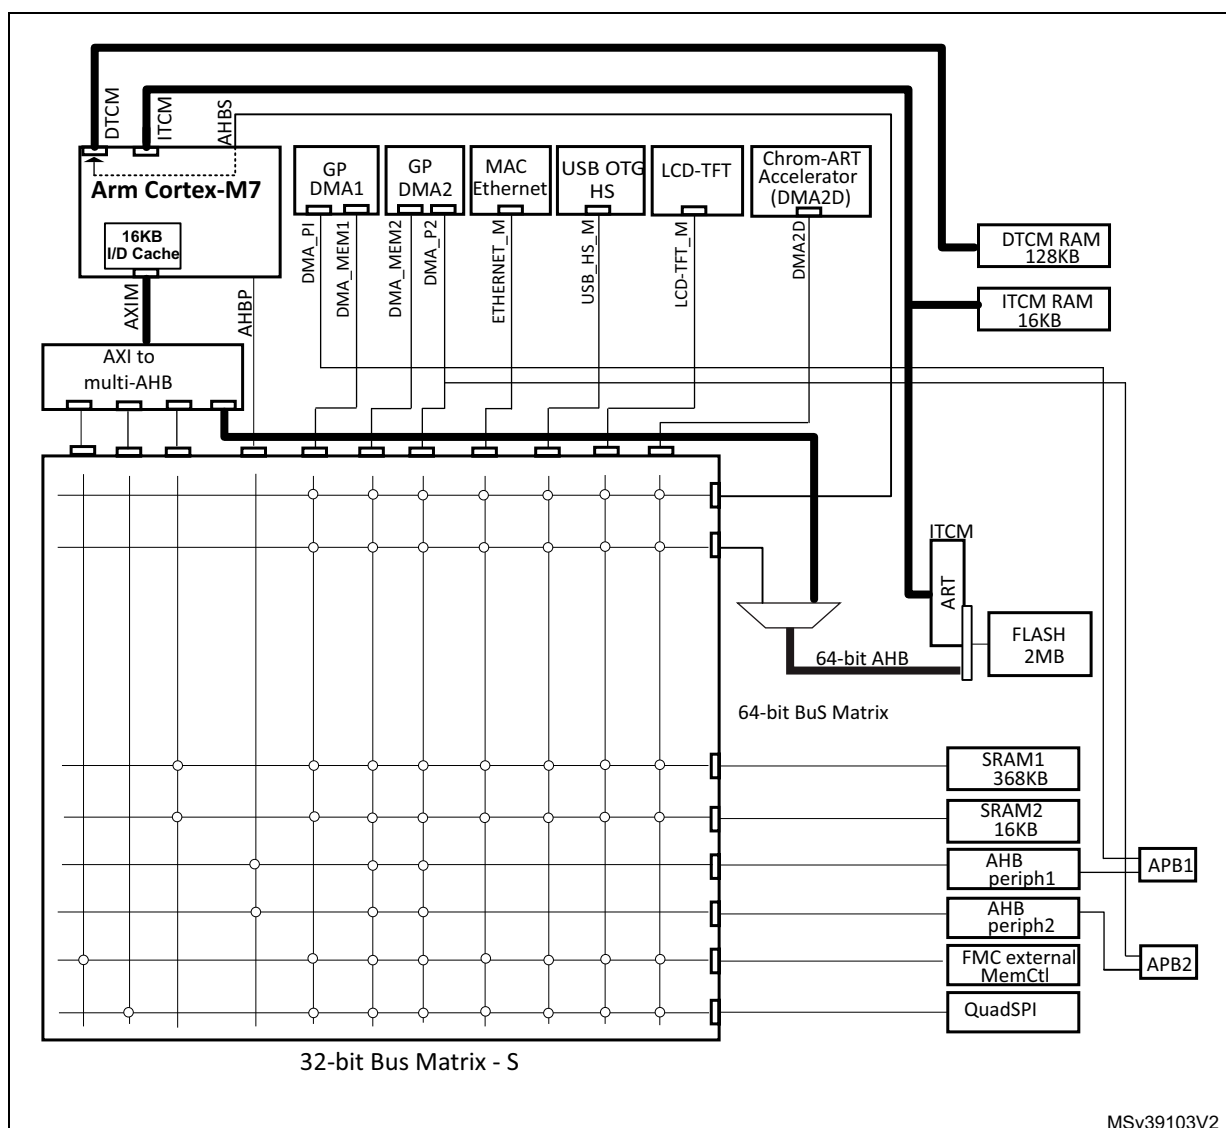 DTCM
ITCM
AHBS
Arm Cortex-M7
16KB
I/D Cache
GP
DMA1
GP
DMA2
MAC
Ethernet
USB OTG
HS
LCD-TFT
Chrom-ART
Accelerator
(DMA2D)
DTCM RAM
128KB
ITCM RAM
16KB
AXIM
AHBP
DMA_PI
DMA_MEM1
DMA_MEM2
DMA_P2
ETHERNET_M
USB_HS_M
LCD-TFT_M
DMA2D
AXI to
multi-AHB
ITCM
ART
FLASH
2MB
64-bit AHB
64-bit BuS Matrix
SRAM1
368KB
SRAM2
16KB
AHB
periph1
APB1
AHB
periph2
FMC external
MemCtl
APB2
QuadSPI
32-bit Bus Matrix - S
MSv39103V2